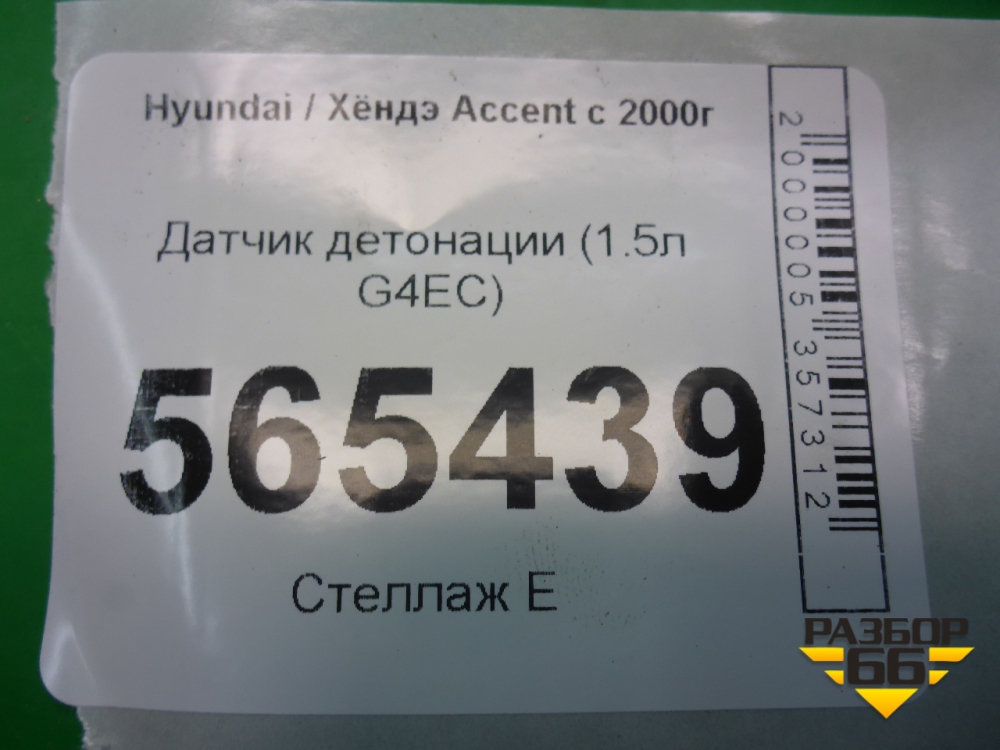 Hyundai / Хёндэ Accent с 2000г
Датчик детонации (1.5л
G4EC)
565439
Стеллаж Е
2000005357312
РАЗБОР
66